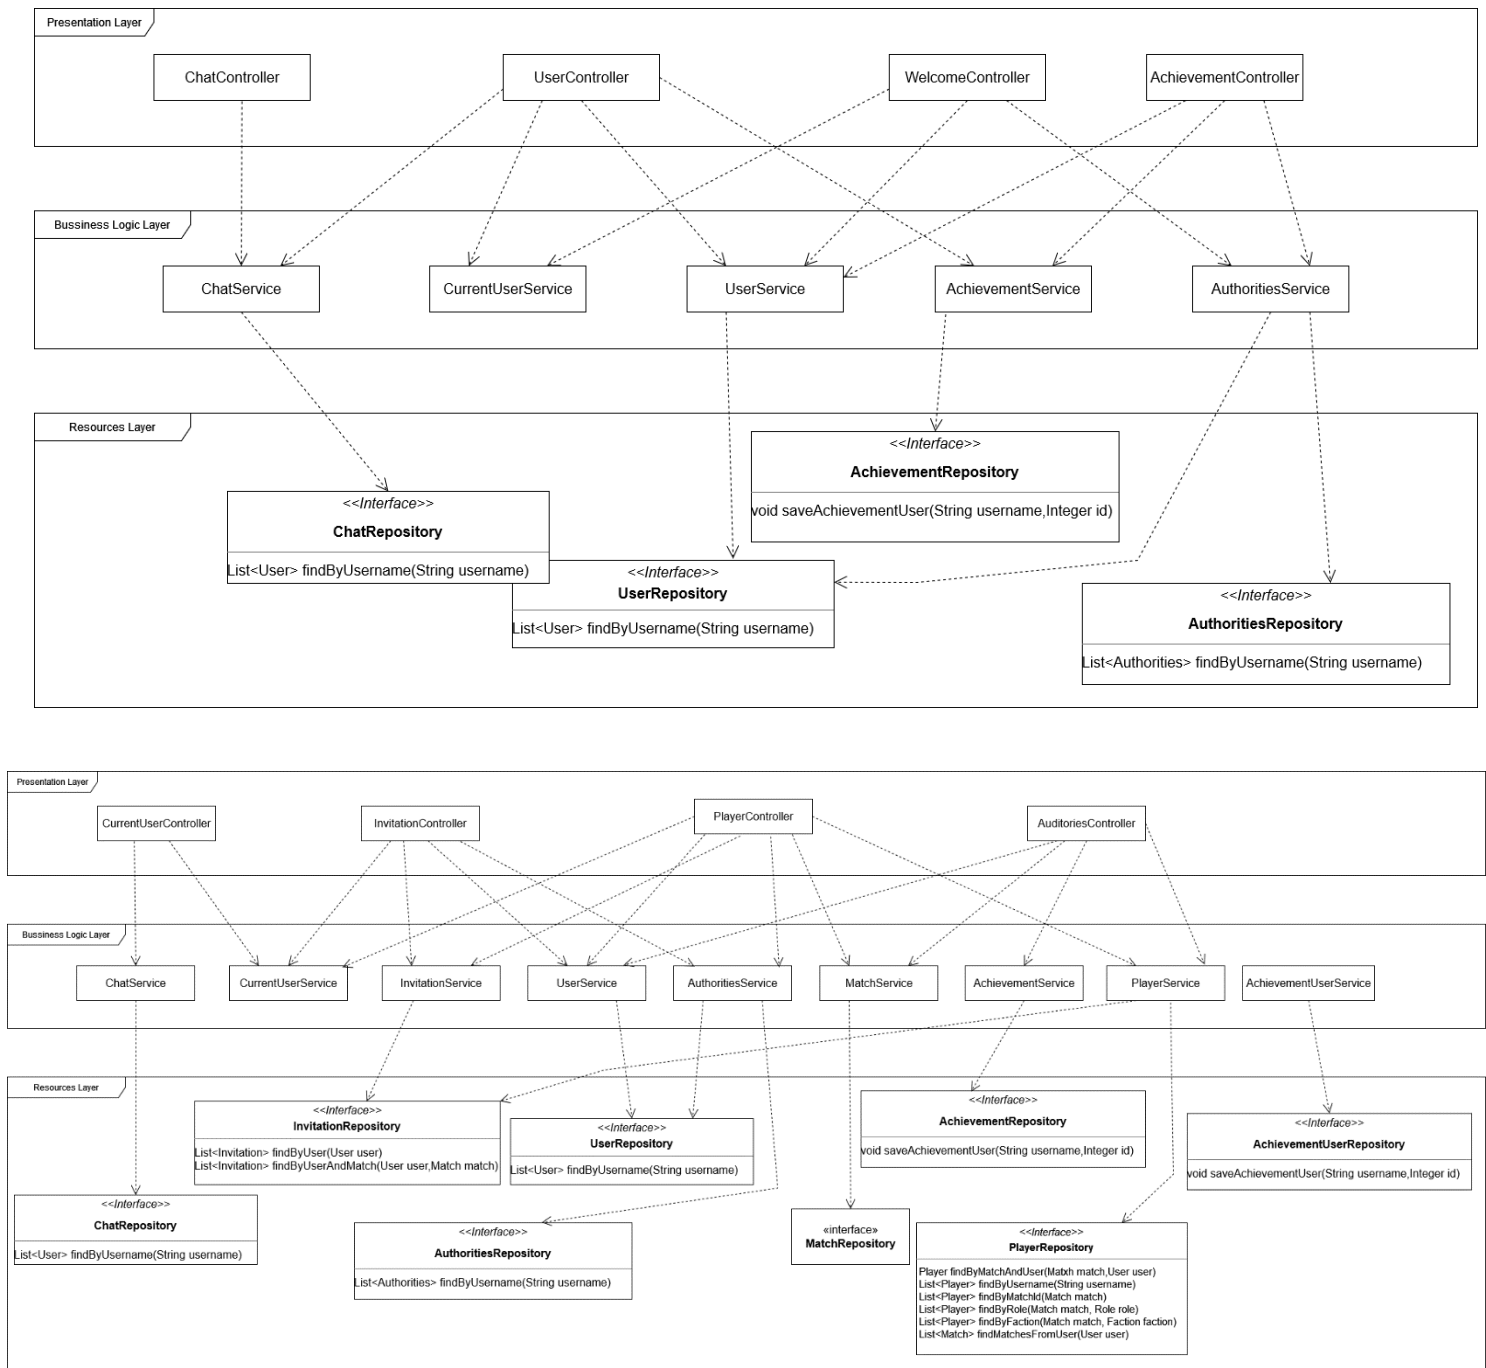 Presentation Layer
ChatController
UserController
WelcomeController
AchievementController
Bussiness Logic Layer
ChatService
CurrentUserService
UserService
AchievementService
AuthoritiesService
Resources Layer
<<Interface>>
AchievementRepository
void saveAchievementUser(String username,Integer id)
<<Interface>>
ChatRepository
List<User> findByUsername(String username)
<<Interface>>
UserRepository
List<User> findByUsername(String username)
<<Interface>>
AuthoritiesRepository
List<Authorities> findByUsername(String username)
Presentation Layer
CurrentUserController
InvitationController
PlayerController
AuditoriesController
Bussiness Logic Layer
ChatService
CurrentUserService
InvitationService
UserService
AuthoritiesService
MatchService
AchievementService
PlayerService
AchievementUserService
Resources Layer
<<Interface>>
InvitationRepository
List<Invitation> findByUser(User user)
List<Invitation> findByUserAndMatch(User user,Match match)
<<Interface>>
UserRepository
List<User> findByUsername(String username)
<<Interface>>
AchievementRepository
void saveAchievementUser(String username,Integer id)
<<Interface>>
AchievementUserRepository
void saveAchievementUser(String username,Integer id)
<<Interface>>
ChatRepository
List<User> findByUsername(String username)
<<Interface>>
AuthoritiesRepository
List<Authorities> findByUsername(String username)
«interface»
MatchRepository
<<Interface>>
PlayerRepository
Player findByMatchAndUser(Matxh match,User user)
List<Player> findByUsername(String username)
List<Player> findByMatchId(Match match)
List<Player> findByRole(Match match, Role role)
List<Player> findByFaction(Match match, Faction faction)
List<Match> findMatchesFromUser(User user)